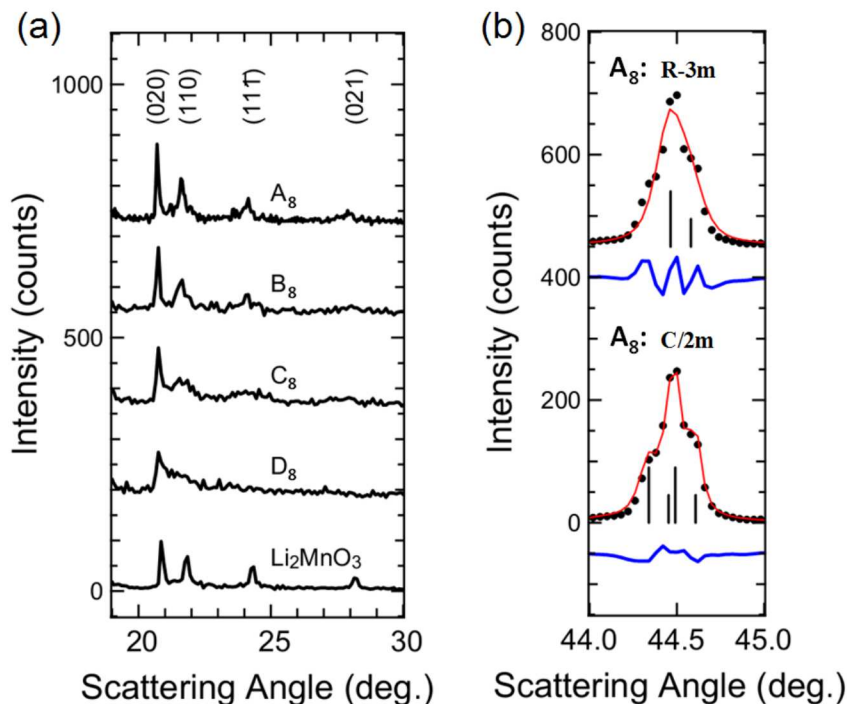 (a)
1000
500
0
Intensity (counts)
(020)
(110)
(111̄)
(021)
A₈
B₈
C₈
D₈
Li₂MnO₃
20
25
30
Scattering Angle (deg.)
(b)
800
600
400
200
0
Intensity (counts)
A₈: R-3m
A₈: C/2m
44.0
44.5
45.0
Scattering Angle (deg.)